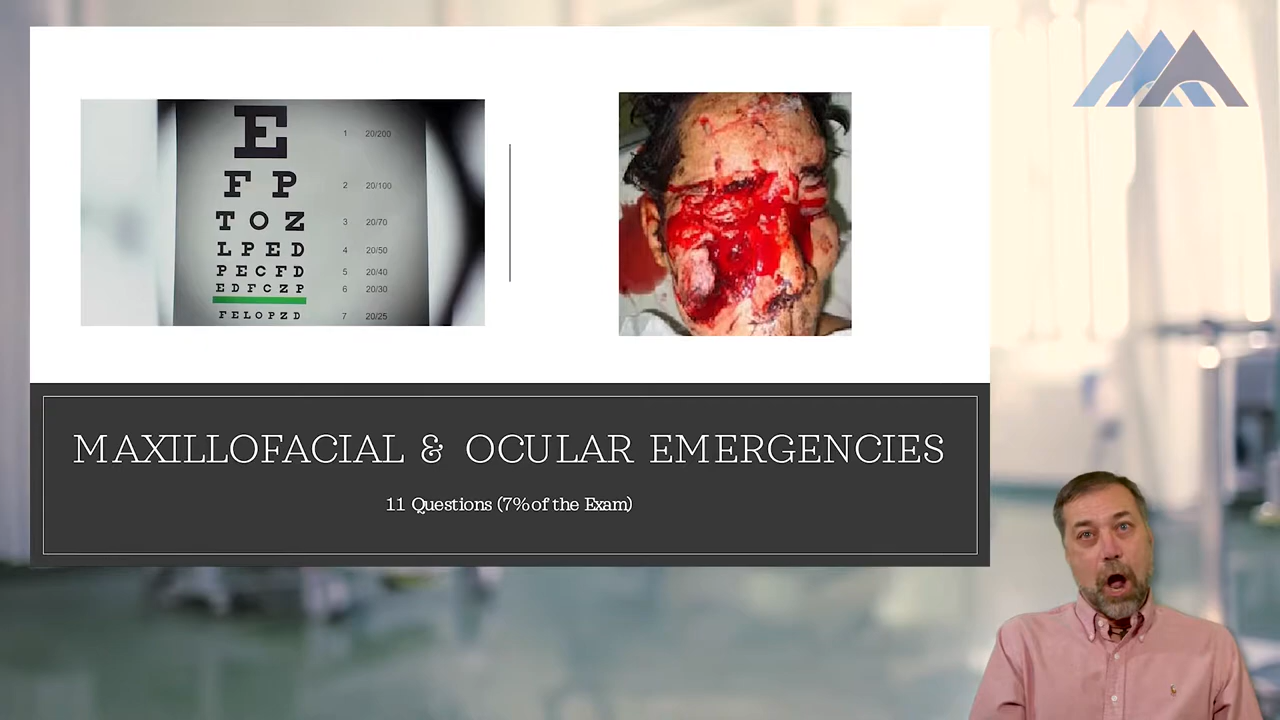 E 1 20/200
F P 2 20/100
T O Z 3 20/70
L P E D 4 20/50
P E C F D 5 20/40
E D F C Z P 6 20/30
F E L O P Z D 7 20/25
MAXILLOFACIAL & OCULAR EMERGENCIES
11 Questions (7% of the Exam)